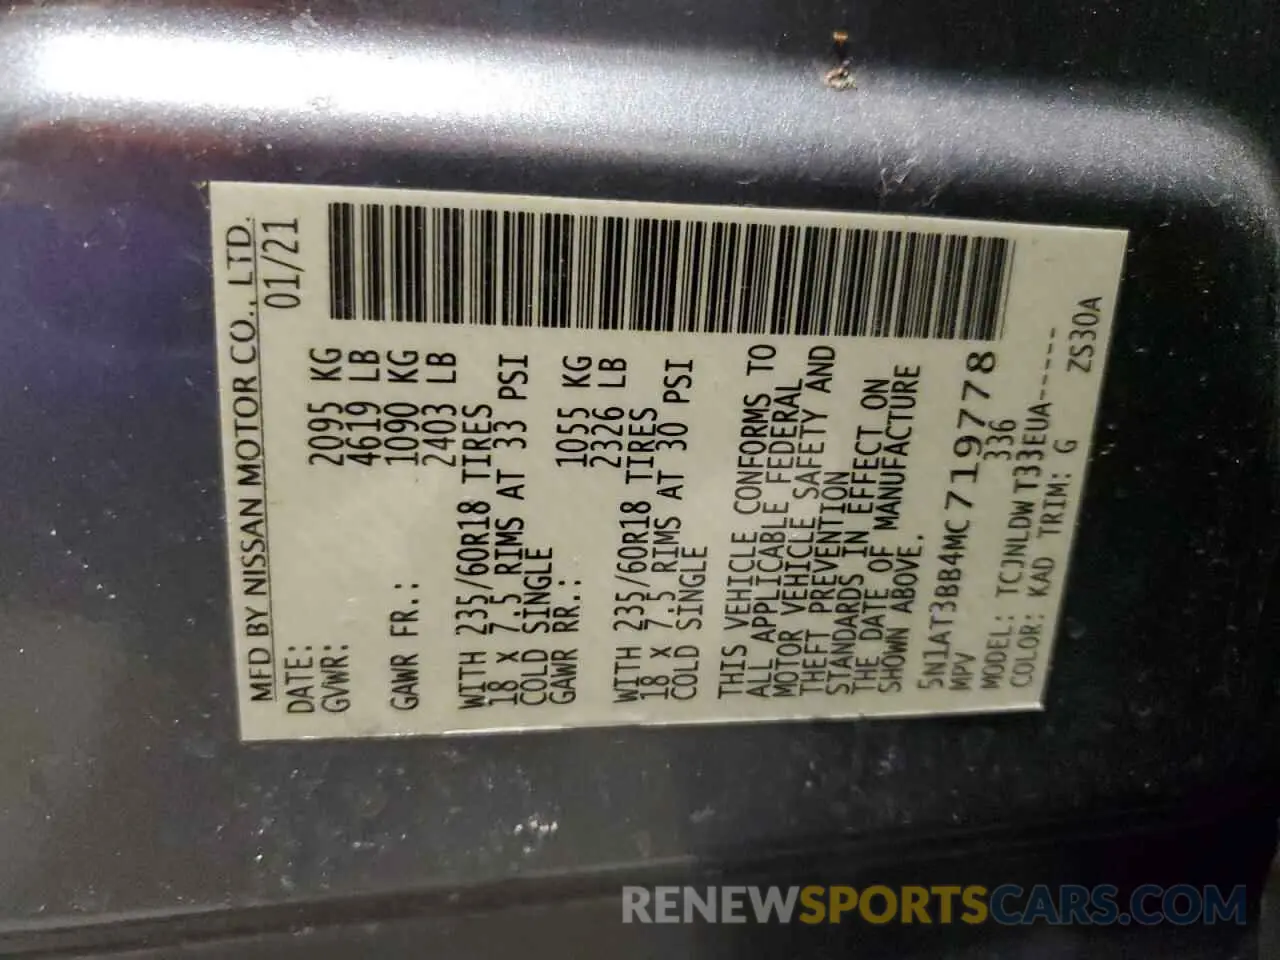 MFD BY NISSAN MOTOR CO., LTD.
DATE: 01/21
GVWR: 2095 KG
4619 LB
GAWR FR.: 1090 KG
2403 LB
WITH 235/60R18 TIRES
18 X 7.5 RIMS AT 33 PSI
COLD SINGLE
GAWR RR.: 1055 KG
2326 LB
WITH 235/60R18 TIRES
18 X 7.5 RIMS AT 30 PSI
COLD SINGLE
THIS VEHICLE CONFORMS TO
ALL APPLICABLE FEDERAL
MOTOR VEHICLE SAFETY AND
THEFT PREVENTION
STANDARDS IN EFFECT ON
THE DATE OF MANUFACTURE
SHOWN ABOVE.
5N1AT3BB4MC719778
MPV 336
MODEL: TCJNLDW T33EUA-----
COLOR: KAD TRIM: G ZS30A
RENEWSPORTSCARS.COM